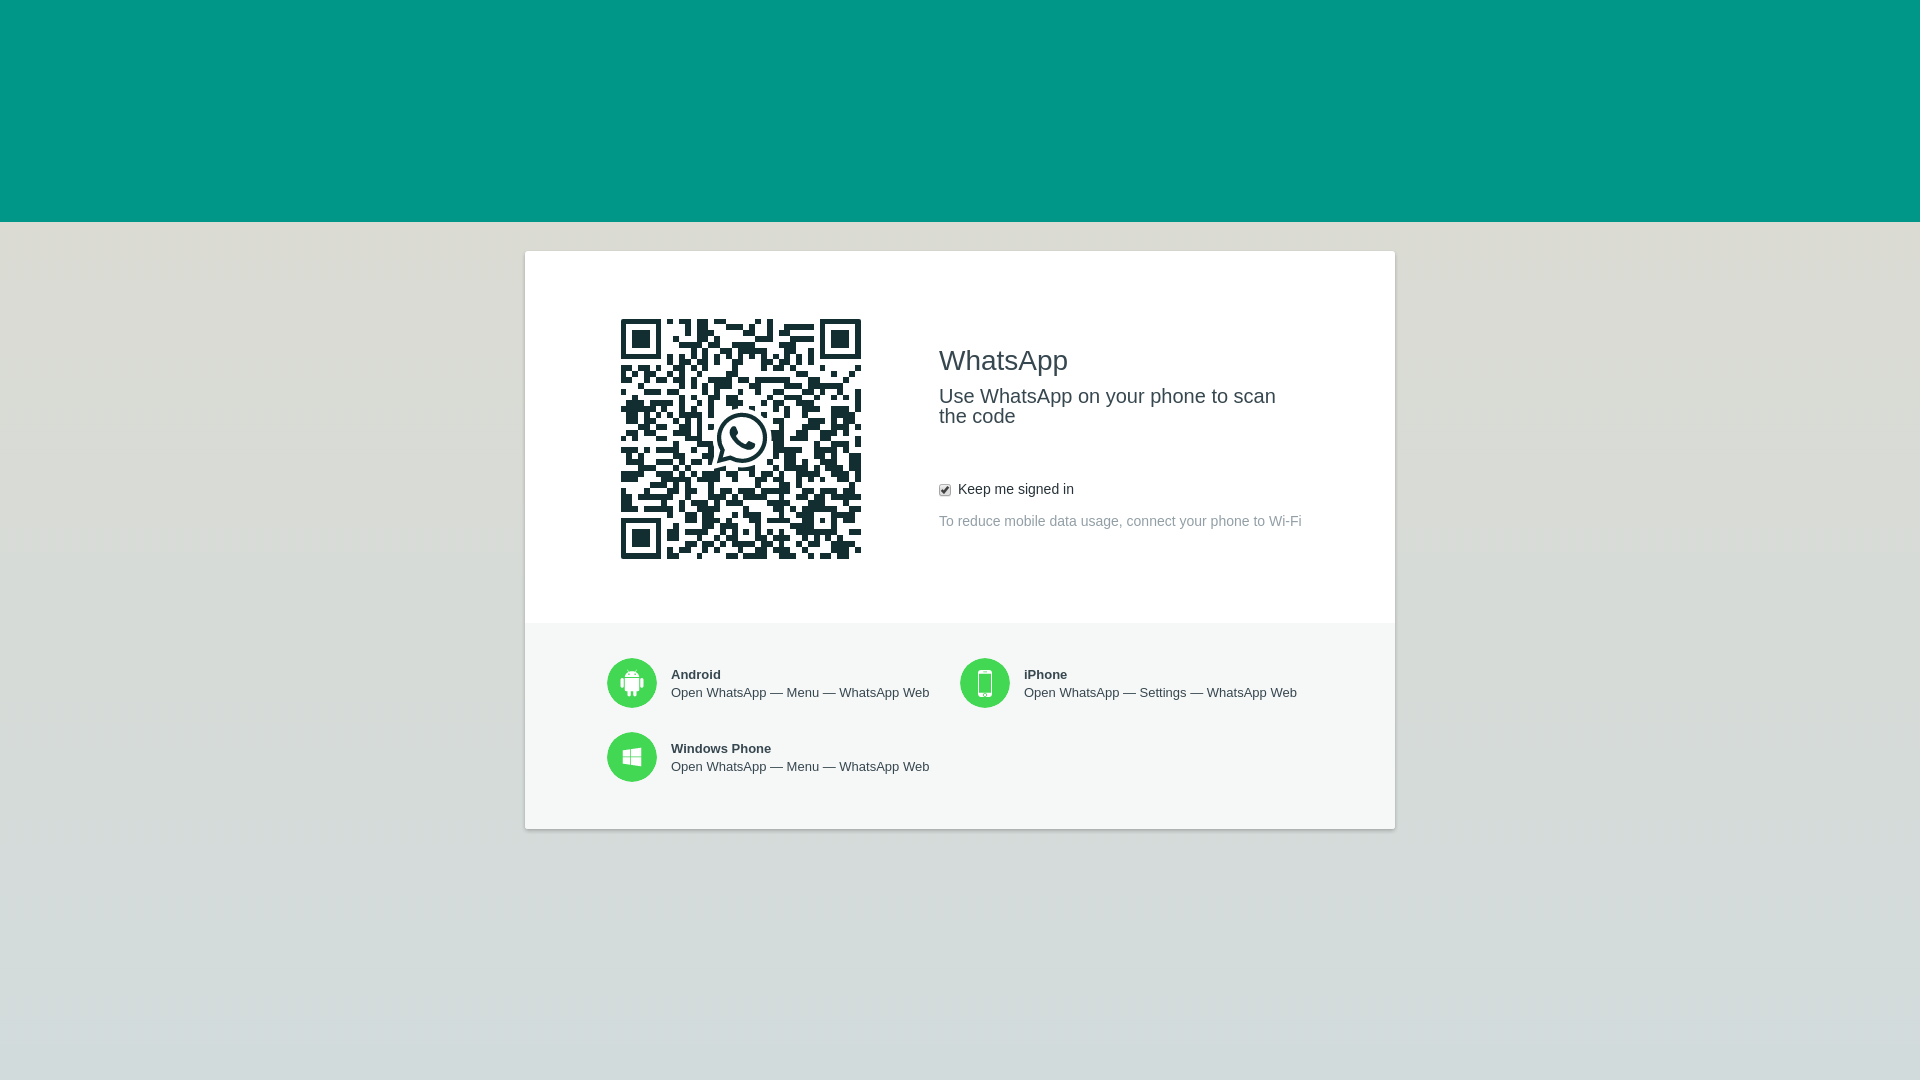 WhatsApp
Use WhatsApp on your phone to scan
the code
Keep me signed in
To reduce mobile data usage, connect your phone to Wi-Fi
Android
Open WhatsApp — Menu — WhatsApp Web
iPhone
Open WhatsApp — Settings — WhatsApp Web
Windows Phone
Open WhatsApp — Menu — WhatsApp Web